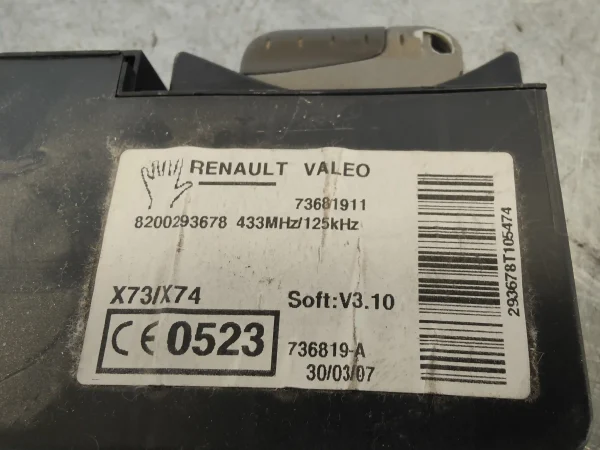 RENAULT VALEO
73681911
8200293678 433MHz/125kHz
X73/X74 Soft:V3.10
CE 0523 736819-A
30/03/07
293678T105474